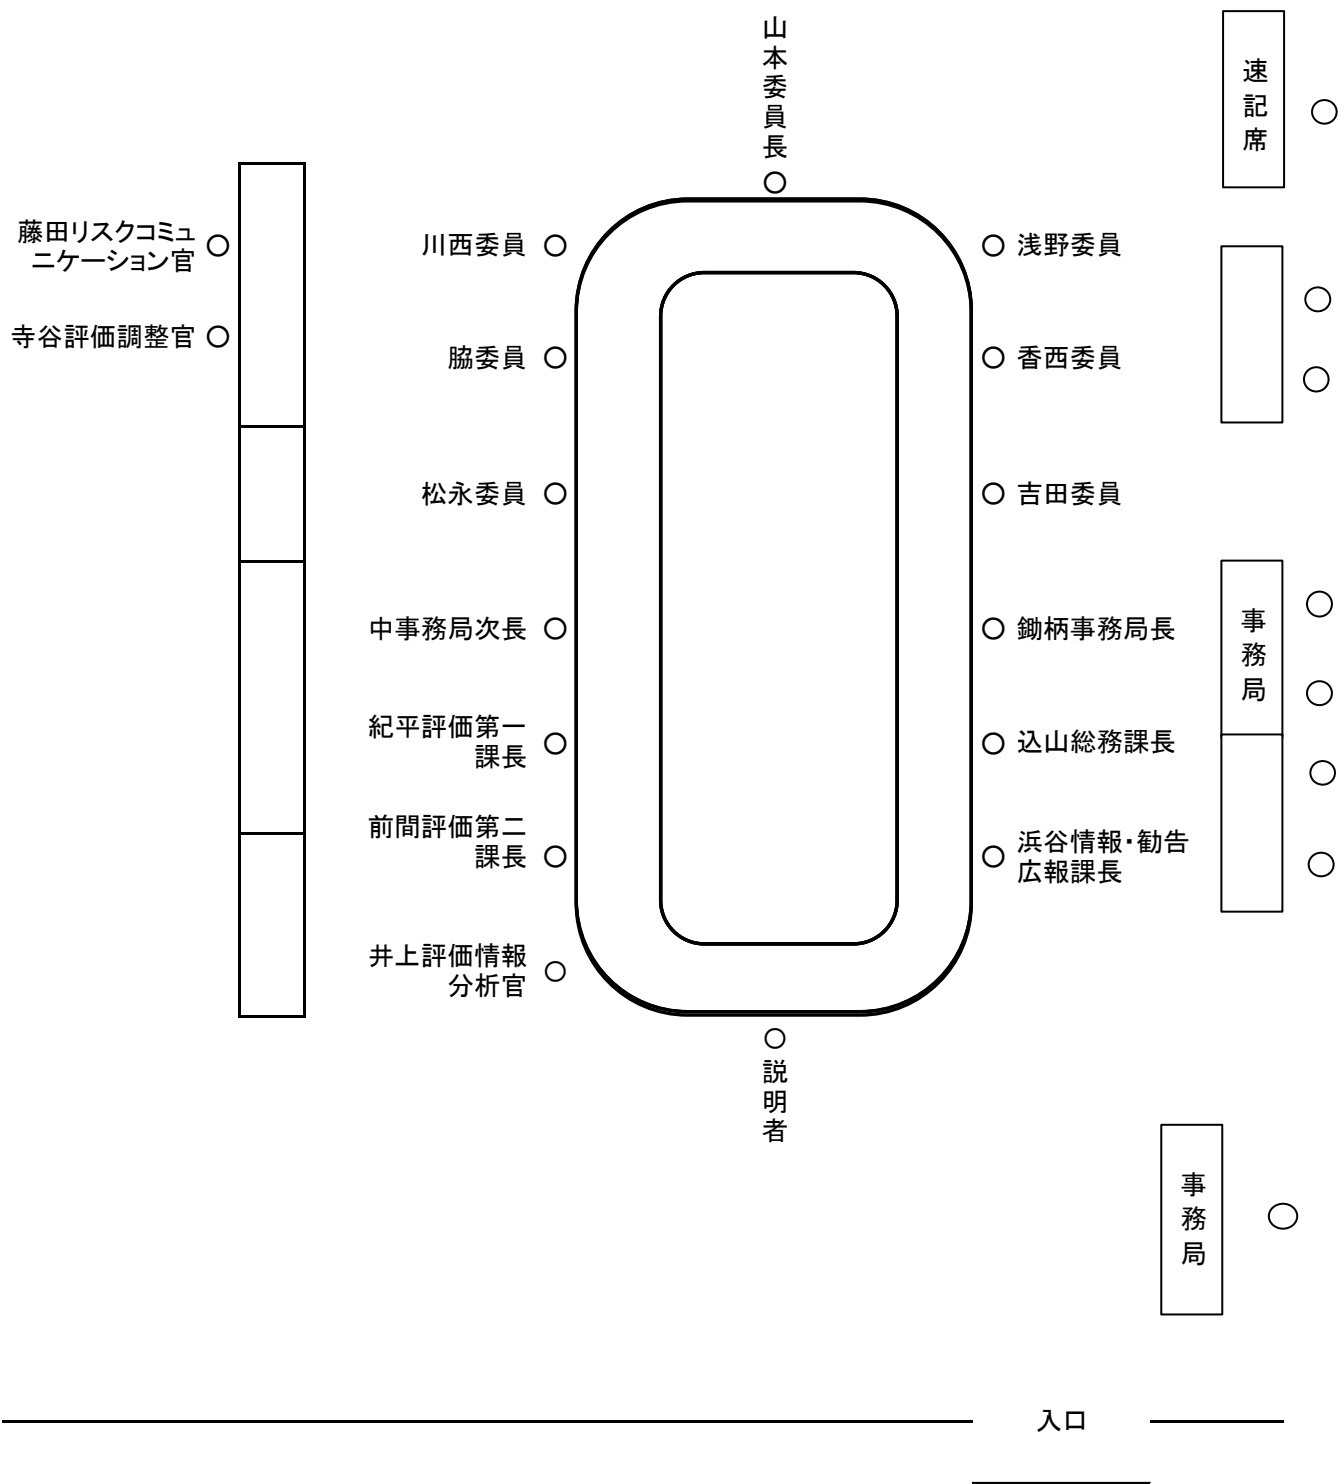 山本委員長
速記席
藤田リスクコミュ
ニケーション官
寺谷評価調整官
川西委員
浅野委員
脇委員
香西委員
松永委員
吉田委員
中事務局次長
鋤柄事務局長
事務局
紀平評価第一
課長
込山総務課長
前間評価第二
課長
浜谷情報・勧告
広報課長
井上評価情報
分析官
説明者
事務局
入口